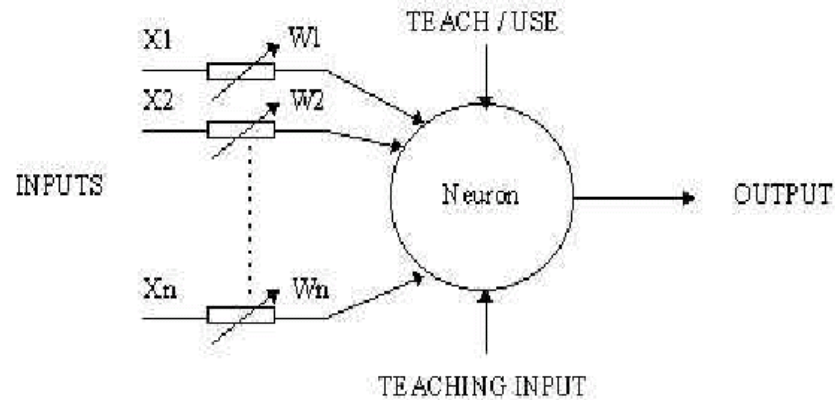 TEACH / USE
X1 W1
X2 W2
INPUTS
Neuron
OUTPUT
Xn Wn
TEACHING INPUT